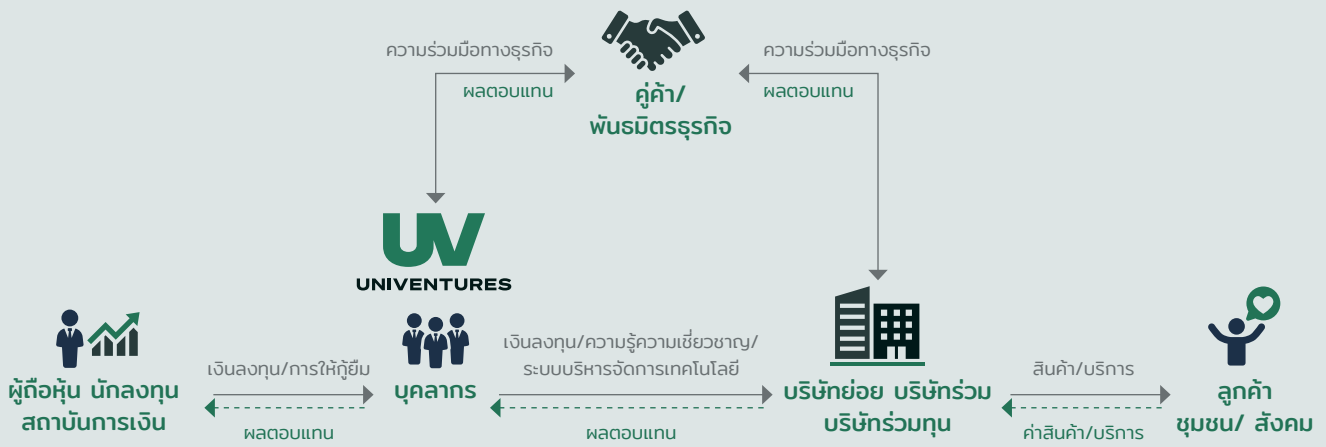 ความร่วมมือทางธุรกิจ
ผลตอบแทน
ความร่วมมือทางธุรกิจ
ผลตอบแทน
คู่ค้า/
พันธมิตรธุรกิจ
UV
UNIVENTURES
ผู้ถือหุ้น นักลงทุน
สถาบันการเงิน
เงินลงทุน/การให้กู้ยืม
ผลตอบแทน
บุคลากร
เงินลงทุน/ความรู้ความเชี่ยวชาญ/
ระบบบริหารจัดการเทคโนโลยี
ผลตอบแทน
บริษัทย่อย บริษัทร่วม
บริษัทร่วมทุน
สินค้า/บริการ
ค่าสินค้า/บริการ
ลูกค้า
ชุมชน/ สังคม